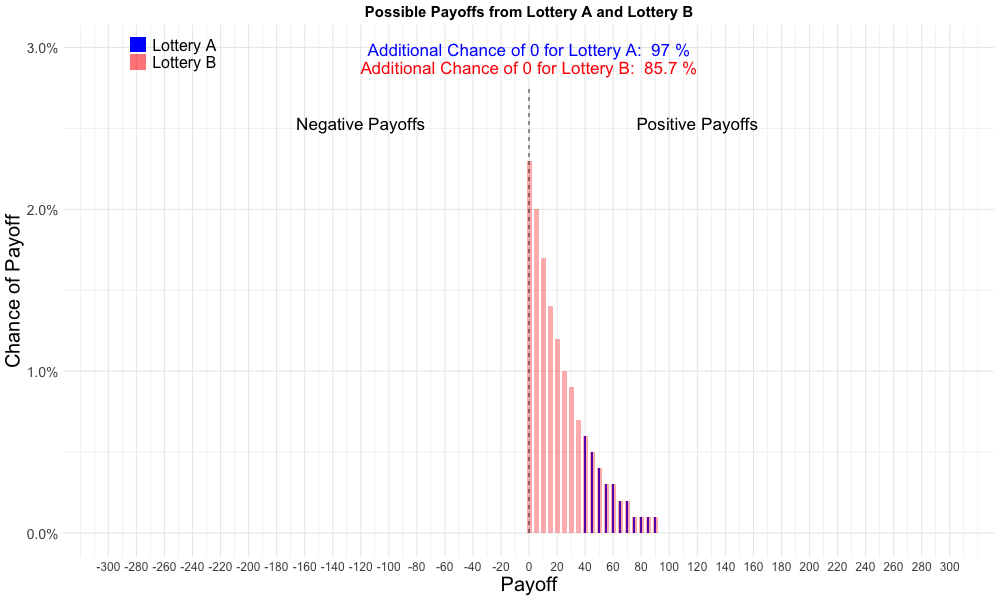 Possible Payoffs from Lottery A and Lottery B
Lottery A
Lottery B
Additional Chance of 0 for Lottery A:  97 %
Additional Chance of 0 for Lottery B:  85.7 %
Negative Payoffs
Positive Payoffs
Chance of Payoff
3.0%
2.0%
1.0%
0.0%
-300 -280 -260 -240 -220 -200 -180 -160 -140 -120 -100 -80 -60 -40 -20 0 20 40 60 80 100 120 140 160 180 200 220 240 260 280 300
Payoff